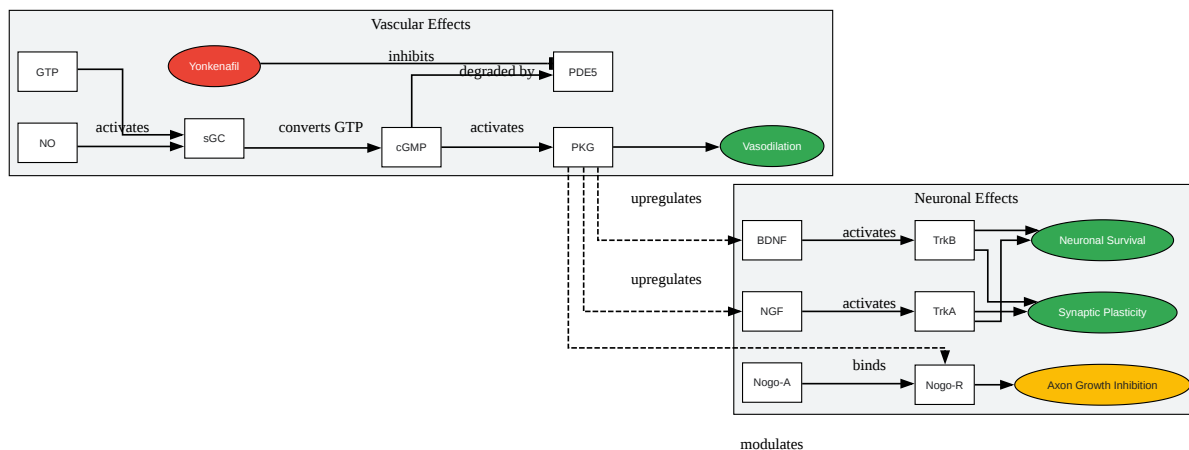 Vascular Effects
GTP
Yonkenafil
inhibits
degraded by
PDE5
NO
activates
sGC
converts GTP
cGMP
activates
PKG
Vasodilation
upregulates
Neuronal Effects
BDNF
activates
TrkB
Neuronal Survival
upregulates
NGF
activates
TrkA
Synaptic Plasticity
Nogo-A
binds
Nogo-R
Axon Growth Inhibition
modulates